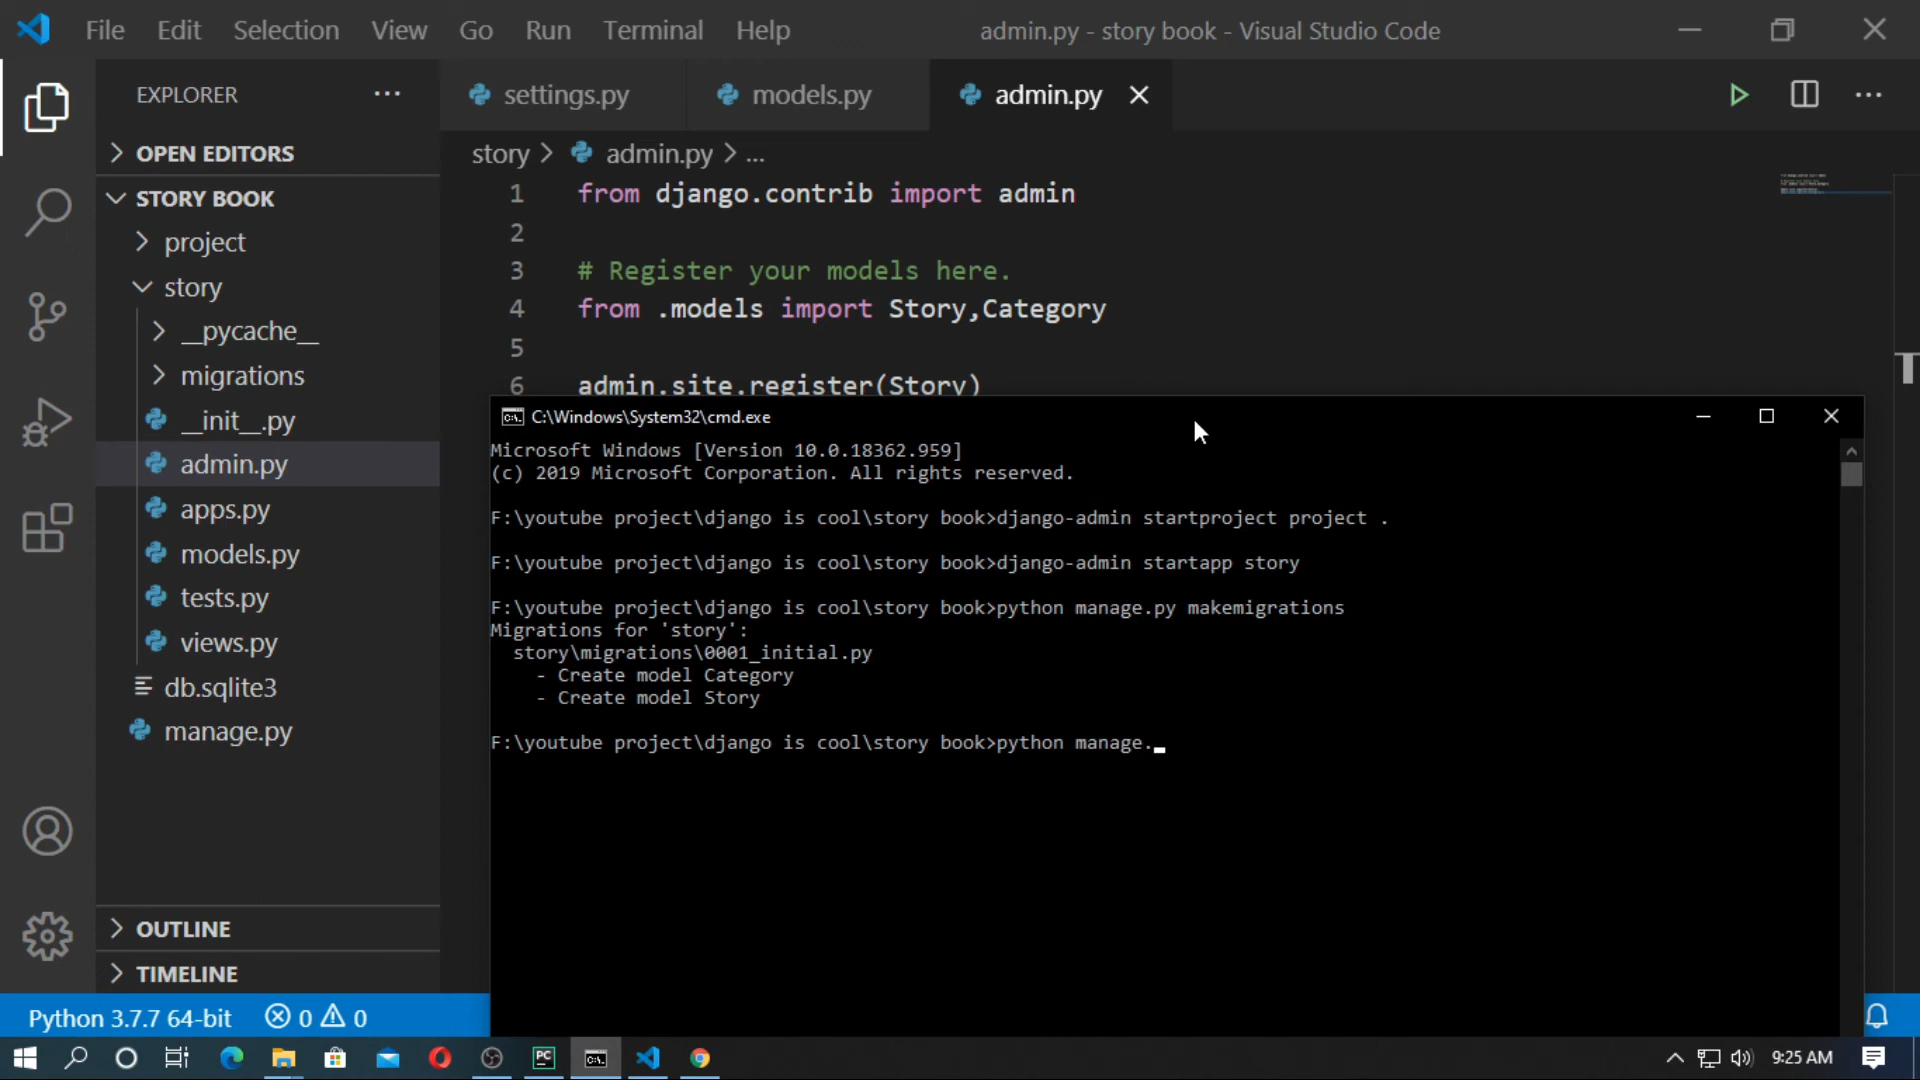 File Edit Selection View Go Run Terminal Help admin.py - story book - Visual Studio Code
EXPLORER
OPEN EDITORS
STORY BOOK
project
story
__pycache__
migrations
__init__.py
admin.py
apps.py
models.py
tests.py
views.py
db.sqlite3
manage.py
OUTLINE
TIMELINE
settings.py models.py admin.py
story > admin.py > ...
1 from django.contrib import admin
2
3 # Register your models here.
4 from .models import Story,Category
5
6 admin.site.register(Story)
C:\Windows\System32\cmd.exe
Microsoft Windows [Version 10.0.18362.959]
(c) 2019 Microsoft Corporation. All rights reserved.
F:\youtube project\django is cool\story book>django-admin startproject project .
F:\youtube project\django is cool\story book>django-admin startapp story
F:\youtube project\django is cool\story book>python manage.py makemigrations
Migrations for 'story':
story\migrations\0001_initial.py
- Create model Category
- Create model Story
F:\youtube project\django is cool\story book>python manage._
Python 3.7.7 64-bit 0 0
PC 9:25 AM